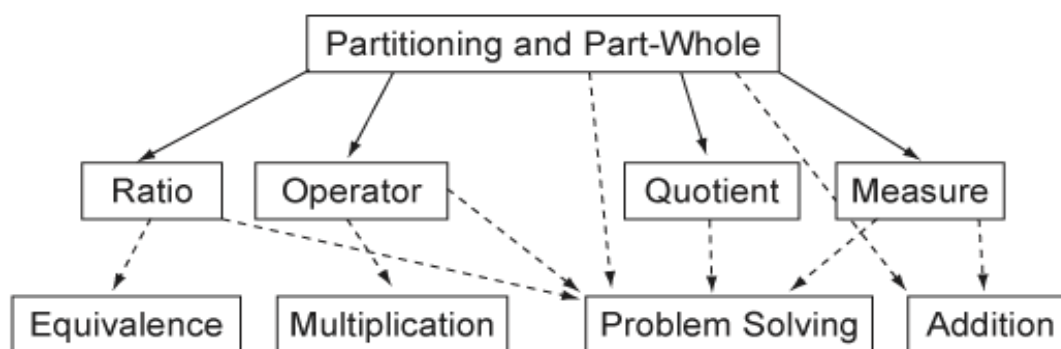 Partitioning and Part-Whole
Ratio
Operator
Quotient
Measure
Equivalence
Multiplication
Problem Solving
Addition